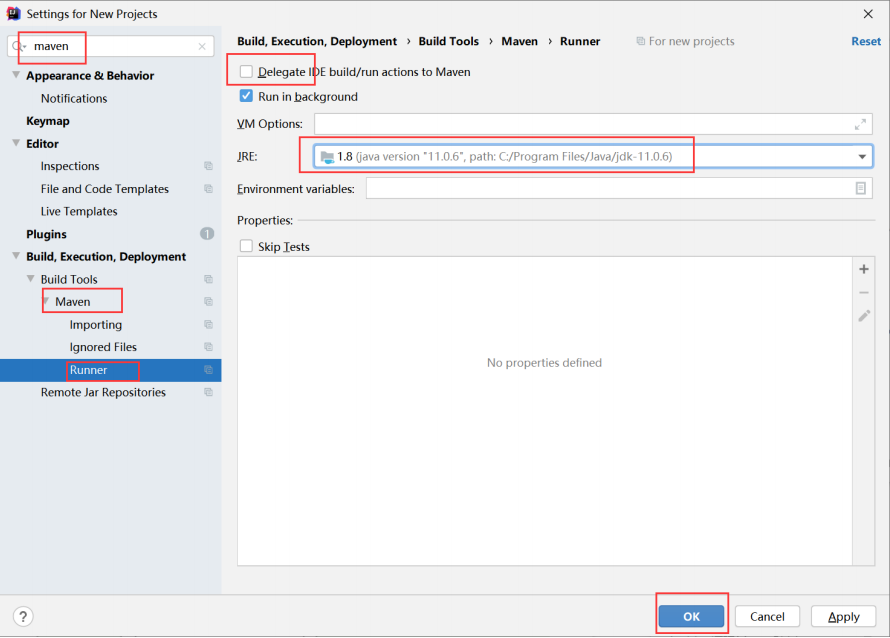 Settings for New Projects
maven
Appearance & Behavior
Notifications
Keymap
Editor
Inspections
File and Code Templates
Live Templates
Plugins
1
Build, Execution, Deployment
Build Tools
Maven
Importing
Ignored Files
Runner
Remote Jar Repositories
Build, Execution, Deployment › Build Tools › Maven › Runner For new projects Reset
Delegate IDE build/run actions to Maven
Run in background
VM Options:
JRE: 1.8 (java version "11.0.6", path: C:/Program Files/Java/jdk-11.0.6)
Environment variables:
Properties:
Skip Tests
No properties defined
? OK Cancel Apply